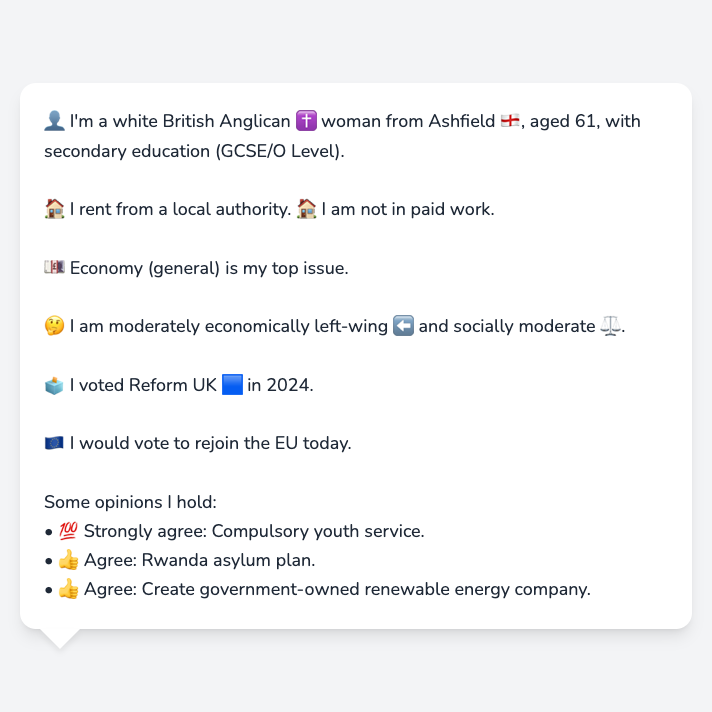 👤 I'm a white British Anglican ✝️ woman from Ashfield 🏴󠁧󠁢󠁥󠁮󠁧󠁿, aged 61, with
secondary education (GCSE/O Level).
🏠 I rent from a local authority. 🏠 I am not in paid work.
💷 Economy (general) is my top issue.
🤔 I am moderately economically left-wing ⬅️ and socially moderate ⚖️.
🗳️ I voted Reform UK 🟦 in 2024.
🇪🇺 I would vote to rejoin the EU today.
Some opinions I hold:
• 💯 Strongly agree: Compulsory youth service.
• 👍 Agree: Rwanda asylum plan.
• 👍 Agree: Create government-owned renewable energy company.